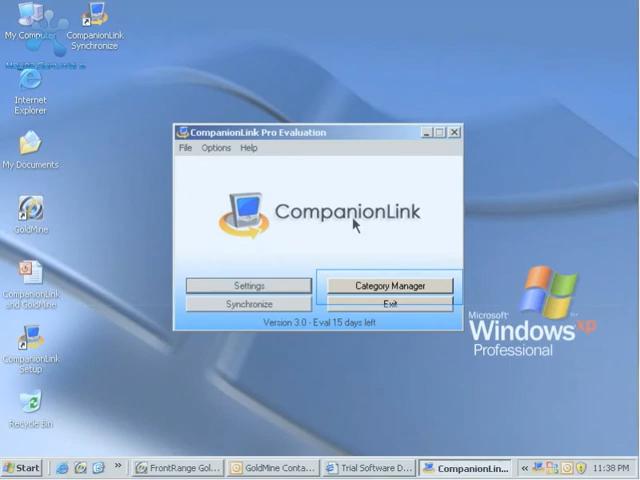 My Computer
CompanionLink
Synchronize
Internet
Explorer
My Documents
GoldMine
CompanionLink
and GoldMine
CompanionLink
Setup
Recycle Bin
CompanionLink Pro Evaluation
File Options Help
CompanionLink
Settings
Category Manager
Synchronize
Exit
Version 3.0 - Eval 15 days left
Microsoft
Windows xp
Professional
Start
»
FrontRange Gol...
GoldMine Conta...
Trial Software D...
CompanionLin...
«
11:38 PM